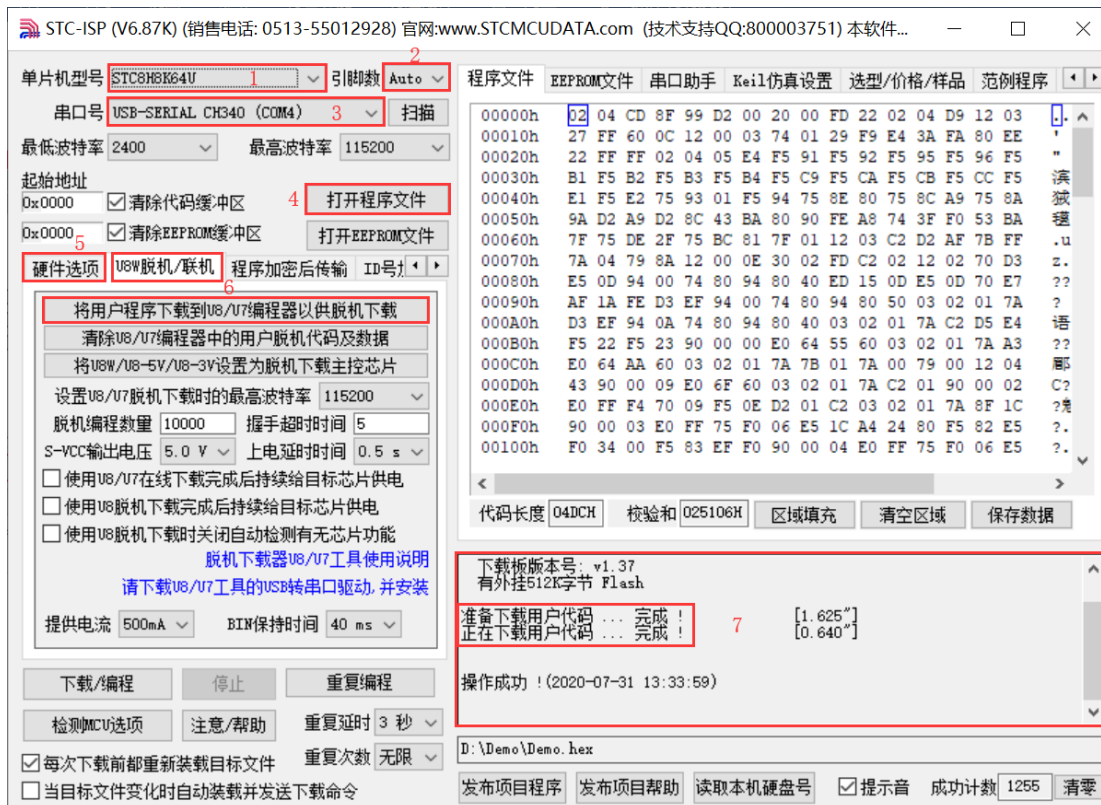 STC-ISP (V6.87K) (销售电话: 0513-55012928) 官网:www.STCMCUDATA.com (技术支持QQ:800003751) 本软件...
单片机型号 STC8H8K64U 1 引脚数 2 Auto
串口号 USB-SERIAL CH340 (COM4) 3 扫描
最低波特率 2400 最高波特率 115200
起始地址
0x0000 清除代码缓冲区 4 打开程序文件
0x0000 清除EEPROM缓冲区 打开EEPROM文件
5
硬件选项 U8W脱机/联机 程序加密后传输 ID号
6
将用户程序下载到U8/U7编程器以供脱机下载
清除U8/U7编程器中的用户脱机代码及数据
将U8W/U8-5V/U8-3V设置为脱机下载主控芯片
设置U8/U7脱机下载时的最高波特率 115200
脱机编程数量 10000 握手超时时间 5
S-VCC输出电压 5.0 V 上电延时时间 0.5 s
使用U8/U7在线下载完成后持续给目标芯片供电
使用U8脱机下载完成后持续给目标芯片供电
使用U8脱机下载时关闭自动检测有无芯片功能
脱机下载器U8/U7工具使用说明
请下载U8/U7工具的USB转串口驱动,并安装
提供电流 500mA BIN保持时间 40 ms
下载/编程 停止 重复编程
检测MCU选项 注意/帮助 重复延时 3 秒
重复次数 无限
每次下载前都重新装载目标文件
当目标文件变化时自动装载并发送下载命令
程序文件 EEPROM文件 串口助手 Keil仿真设置 选型/价格/样品 范例程序
00000h 02 04 CD 8F 99 D2 00 20 00 FD 22 02 04 D9 12 03 ..
00010h 27 FF 60 0C 12 00 03 74 01 29 F9 E4 3A FA 80 EE '
00020h 22 FF FF 02 04 05 E4 F5 91 F5 92 F5 95 F5 96 F5 "
00030h B1 F5 B2 F5 B3 F5 B4 F5 C9 F5 CA F5 CB F5 CC F5 滨
00040h E1 F5 E2 75 93 01 F5 94 75 8E 80 75 8C A9 75 8A
00050h 9A D2 A9 D2 8C 43 BA 80 90 FE A8 74 3F F0 53 BA
00060h 7F 75 DE 2F 75 BC 81 7F 01 12 03 C2 D2 AF 7B FF .u
00070h 7A 04 79 8A 12 00 0E 30 02 FD C2 02 12 02 70 D3 z.
00080h E5 0D 94 00 74 80 94 80 40 ED 15 0D E5 0D 70 E7 ??
00090h AF 1A FE D3 EF 94 00 74 80 94 80 50 03 02 01 7A ?
000A0h D3 EF 94 0A 74 80 94 80 40 03 02 01 7A C2 D5 E4 语
000B0h F5 22 F5 23 90 00 00 E0 64 55 60 03 02 01 7A A3 ??
000C0h E0 64 AA 60 03 02 01 7A 7B 01 7A 00 79 00 12 04 郿
000D0h 43 90 00 09 E0 6F 60 03 02 01 7A C2 01 90 00 02 C?
000E0h E0 FF F4 70 09 F5 0E D2 01 C2 03 02 01 7A 8F 1C
000F0h 90 00 03 E0 FF 75 F0 06 E5 1C A4 24 80 F5 82 E5 ?.
00100h F0 34 00 F5 83 EF F0 90 00 04 E0 FF 75 F0 06 E5 ?.
代码长度 04DCH 校验和 025106H 区域填充 清空区域 保存数据
下载板版本号: v1.37
有外挂512K字节 Flash
准备下载用户代码 ... 完成 ! [1.625"]
正在下载用户代码 ... 完成 ! 7 [0.640"]
操作成功 !(2020-07-31 13:33:59)
D:\Demo\Demo.hex
发布项目程序 发布项目帮助 读取本机硬盘号 提示音 成功计数 1255 清零